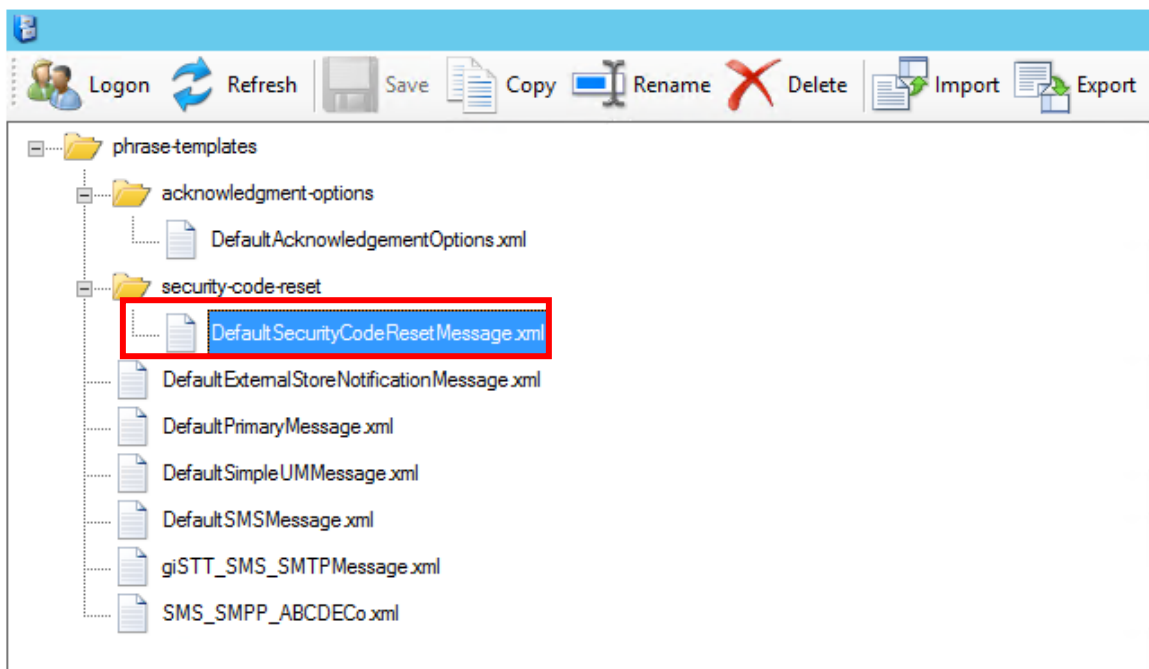 Logon Refresh Save Copy Rename Delete Import Export
phrase-templates
acknowledgment-options
DefaultAcknowledgementOptions.xml
security-code-reset
DefaultSecurityCodeResetMessage.xml
DefaultExternalStoreNotificationMessage.xml
DefaultPrimaryMessage.xml
DefaultSimpleUMMessage.xml
DefaultSMSMessage.xml
giSTT_SMS_SMTPMessage.xml
SMS_SMPP_ABCDECo.xml